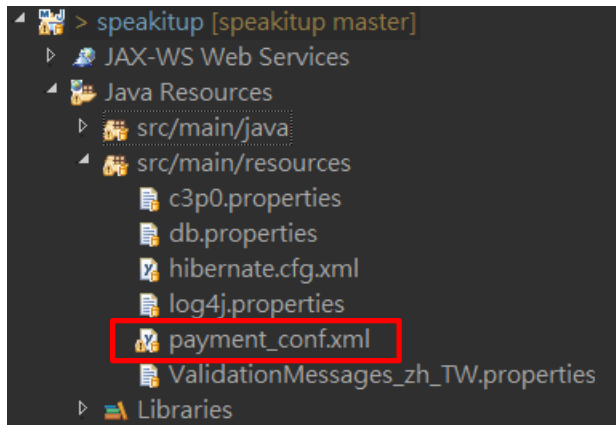 > speakitup [speakitup master]
JAX-WS Web Services
Java Resources
src/main/java
src/main/resources
c3p0.properties
db.properties
hibernate.cfg.xml
log4j.properties
payment_conf.xml
ValidationMessages_zh_TW.properties
Libraries